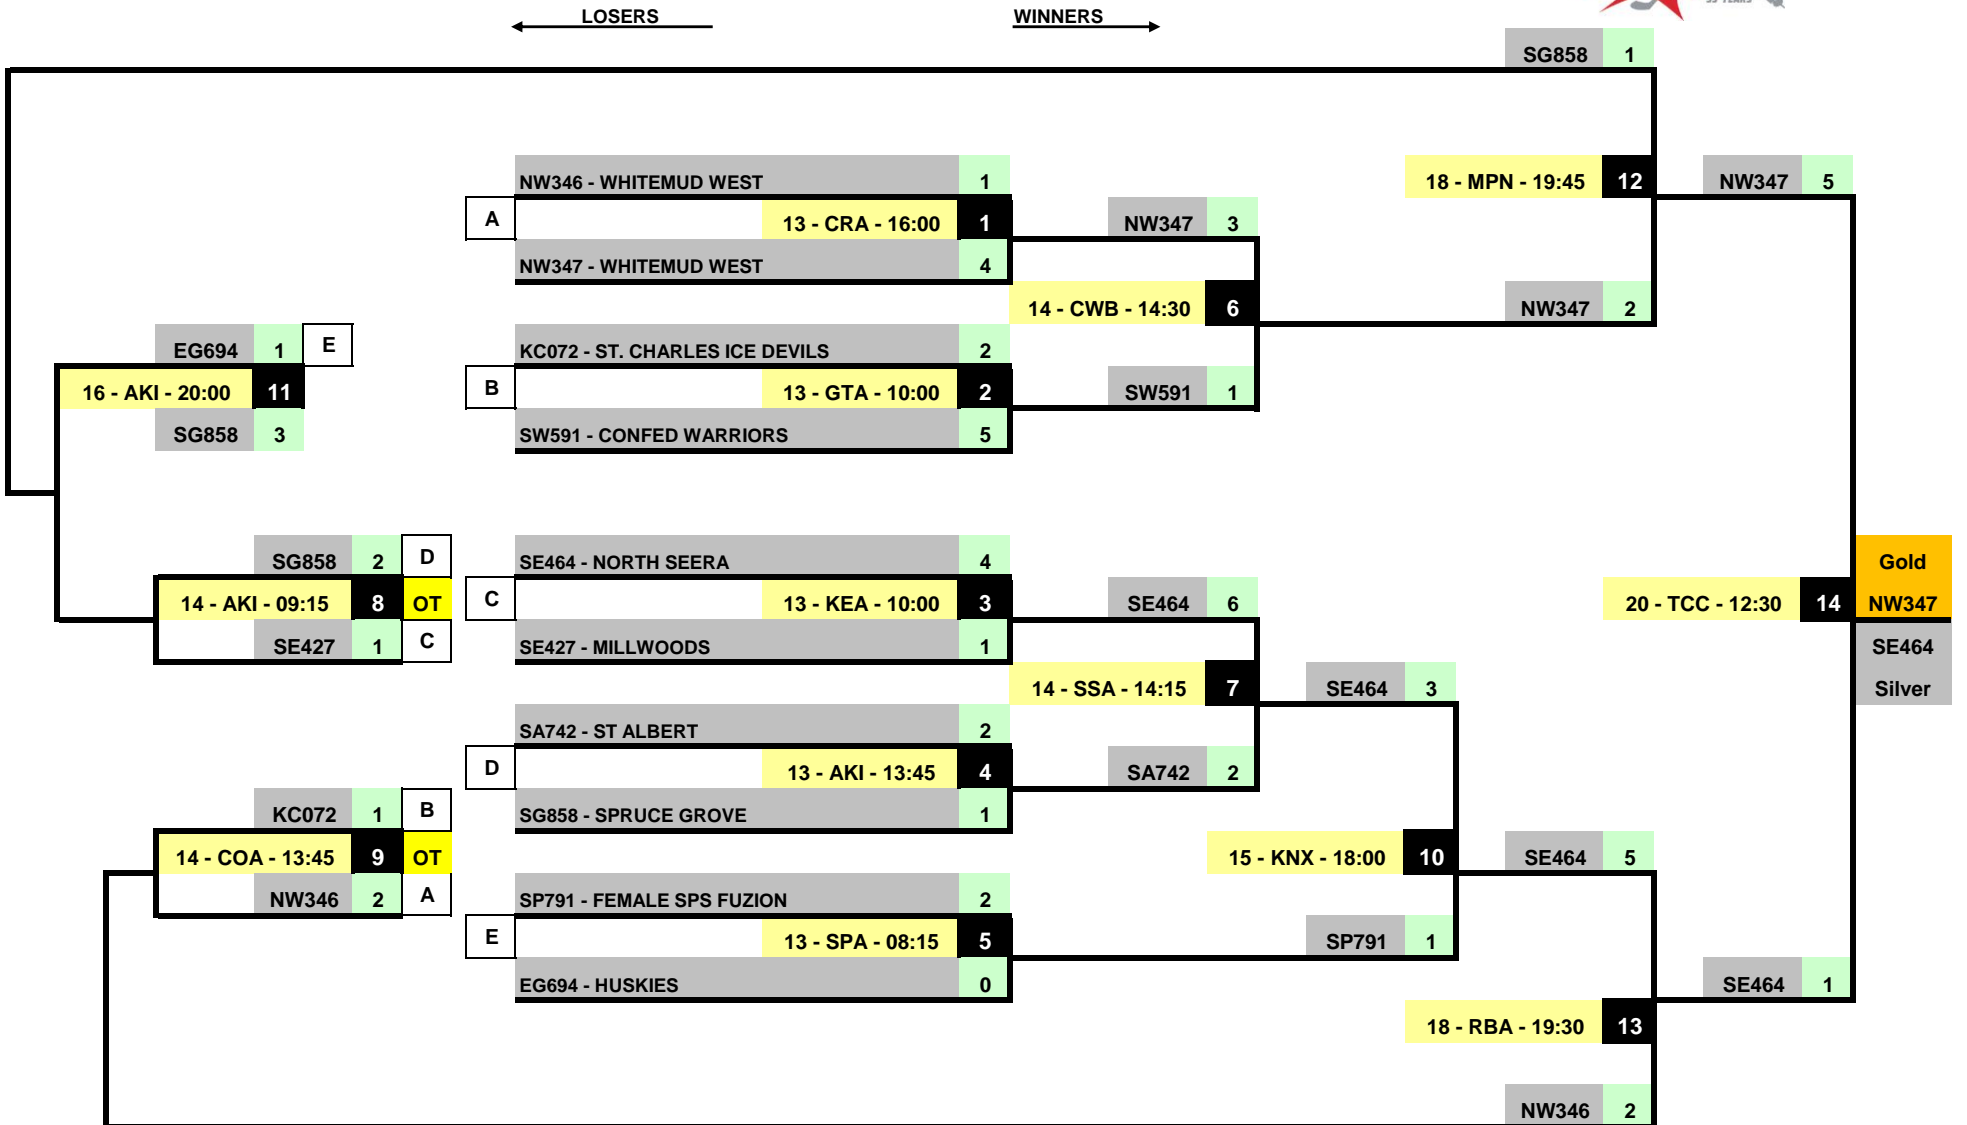 LOSERS WINNERS
SG858 1
NW346 - WHITEMUD WEST 1 18 - MPN - 19:45 12 NW347 5
A 13 - CRA - 16:00 1 NW347 3
NW347 - WHITEMUD WEST 4
14 - CWB - 14:30 6 NW347 2
EG694 1 E KC072 - ST. CHARLES ICE DEVILS 2
16 - AKI - 20:00 11 B 13 - GTA - 10:00 2 SW591 1
SG858 3 SW591 - CONFED WARRIORS 5
SG858 2 D SE464 - NORTH SEERA 4 Gold
14 - AKI - 09:15 8 OT C 13 - KEA - 10:00 3 SE464 6 20 - TCC - 12:30 14 NW347
SE427 1 C SE427 - MILLWOODS 1 SE464
14 - SSA - 14:15 7 SE464 3 Silver
SA742 - ST ALBERT 2
D 13 - AKI - 13:45 4 SA742 2
KC072 1 B SG858 - SPRUCE GROVE 1
14 - COA - 13:45 9 OT 15 - KNX - 18:00 10 SE464 5
NW346 2 A SP791 - FEMALE SPS FUZION 2
E 13 - SPA - 08:15 5 SP791 1
EG694 - HUSKIES 0 SE464 1
18 - RBA - 19:30 13
NW346 2